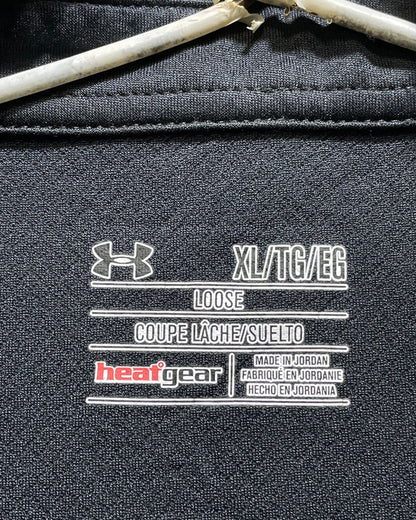 XL/TG/EG
LOOSE
COUPE LÂCHE/SUELTO
heatgear
MADE IN JORDAN
FABRIQUÉ EN JORDANIE
HECHO EN JORDANIA